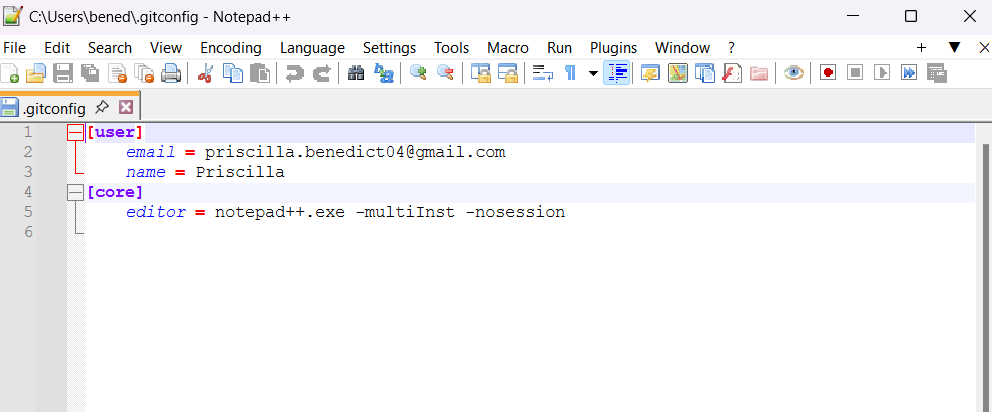 C:\Users\bened\.gitconfig - Notepad++
File Edit Search View Encoding Language Settings Tools Macro Run Plugins Window ? + ▼ X
.gitconfig
1 [user]
2 email = priscilla.benedict04@gmail.com
3 name = Priscilla
4 [core]
5 editor = notepad++.exe -multiInst -nosession
6